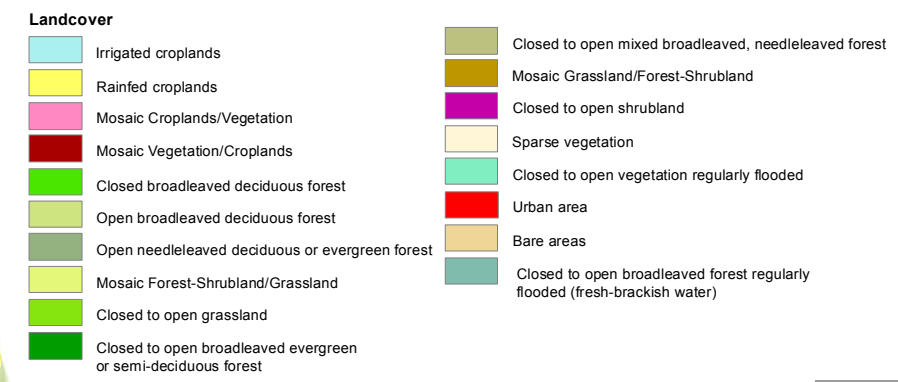 Landcover
Irrigated croplands
Rainfed croplands
Mosaic Croplands/Vegetation
Mosaic Vegetation/Croplands
Closed broadleaved deciduous forest
Open broadleaved deciduous forest
Open needleleaved deciduous or evergreen forest
Mosaic Forest-Shrubland/Grassland
Closed to open grassland
Closed to open broadleaved evergreen
or semi-deciduous forest
Closed to open mixed broadleaved, needleleaved forest
Mosaic Grassland/Forest-Shrubland
Closed to open shrubland
Sparse vegetation
Closed to open vegetation regularly flooded
Urban area
Bare areas
Closed to open broadleaved forest regularly
flooded (fresh-brackish water)